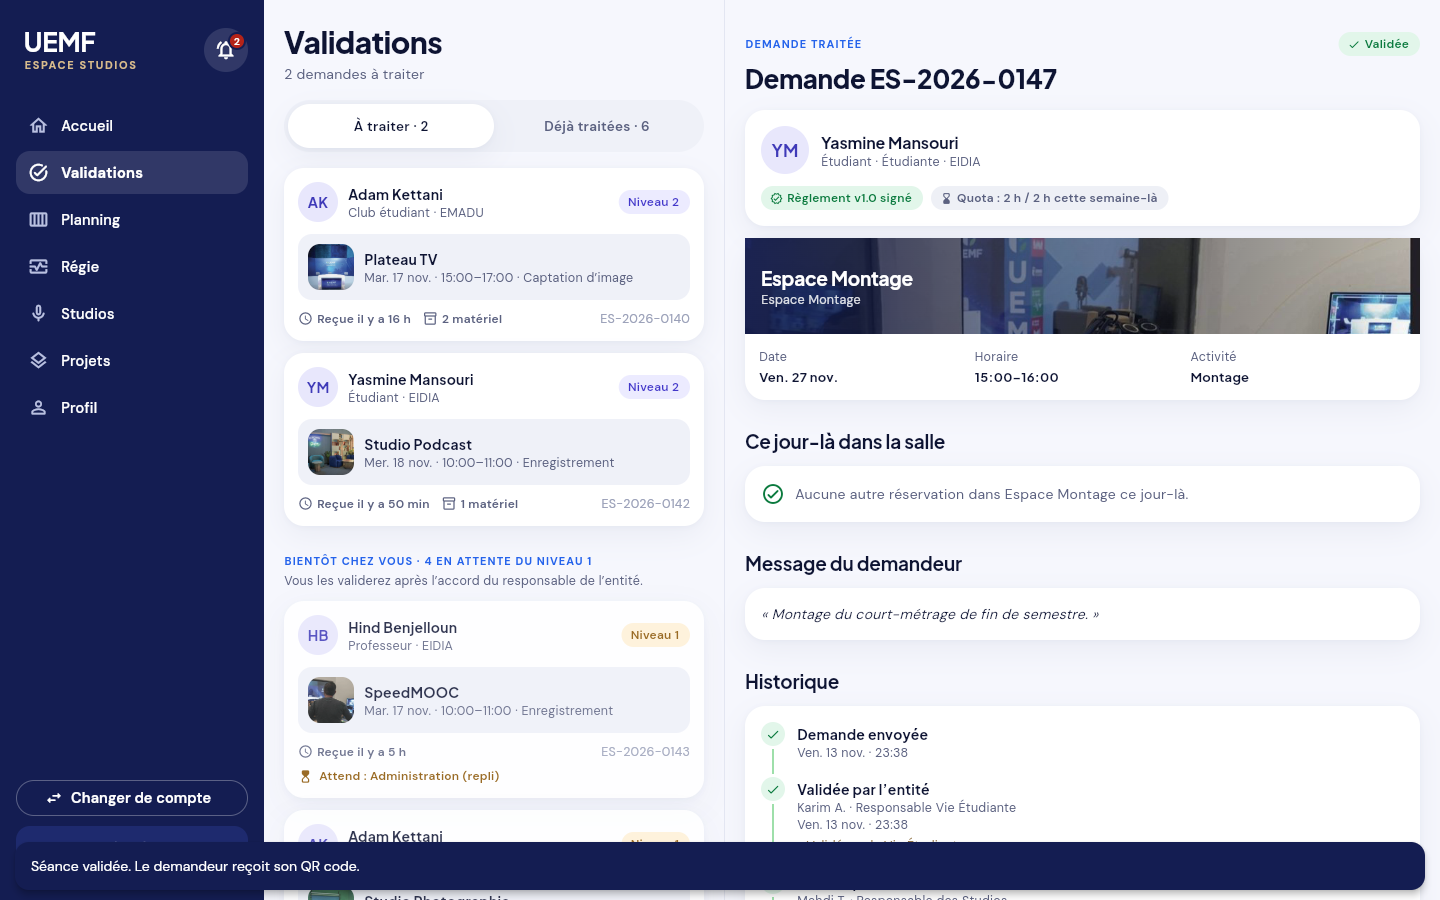 UEMF
ESPACE STUDIOS
2
Accueil
Validations
Planning
Régie
Studios
Projets
Profil
Changer de compte
Validations
2 demandes à traiter
À traiter · 2
Déjà traitées · 6
AK
Adam Kettani
Club étudiant · EMADU
Niveau 2
Plateau TV
Mar. 17 nov. · 15:00–17:00 · Captation d’image
Reçue il y a 16 h
2 matériel
ES-2026-0140
YM
Yasmine Mansouri
Étudiant · EIDIA
Niveau 2
Studio Podcast
Mer. 18 nov. · 10:00–11:00 · Enregistrement
Reçue il y a 50 min
1 matériel
ES-2026-0142
BIENTÔT CHEZ VOUS · 4 EN ATTENTE DU NIVEAU 1
Vous les validerez après l’accord du responsable de l’entité.
HB
Hind Benjelloun
Professeur · EIDIA
Niveau 1
SpeedMOOC
Mar. 17 nov. · 10:00–11:00 · Enregistrement
Reçue il y a 5 h
ES-2026-0143
Attend : Administration (repli)
Adam Kettani
DEMANDE TRAITÉE
Validée
Demande ES-2026-0147
YM
Yasmine Mansouri
Étudiant · Étudiante · EIDIA
Règlement v1.0 signé
Quota : 2 h / 2 h cette semaine-là
Espace Montage
Espace Montage
Date
Ven. 27 nov.
Horaire
15:00–16:00
Activité
Montage
Ce jour-là dans la salle
Aucune autre réservation dans Espace Montage ce jour-là.
Message du demandeur
« Montage du court-métrage de fin de semestre. »
Historique
Demande envoyée
Ven. 13 nov. · 23:38
Validée par l’entité
Karim A. · Responsable Vie Étudiante
Ven. 13 nov. · 23:38
Séance validée. Le demandeur reçoit son QR code.